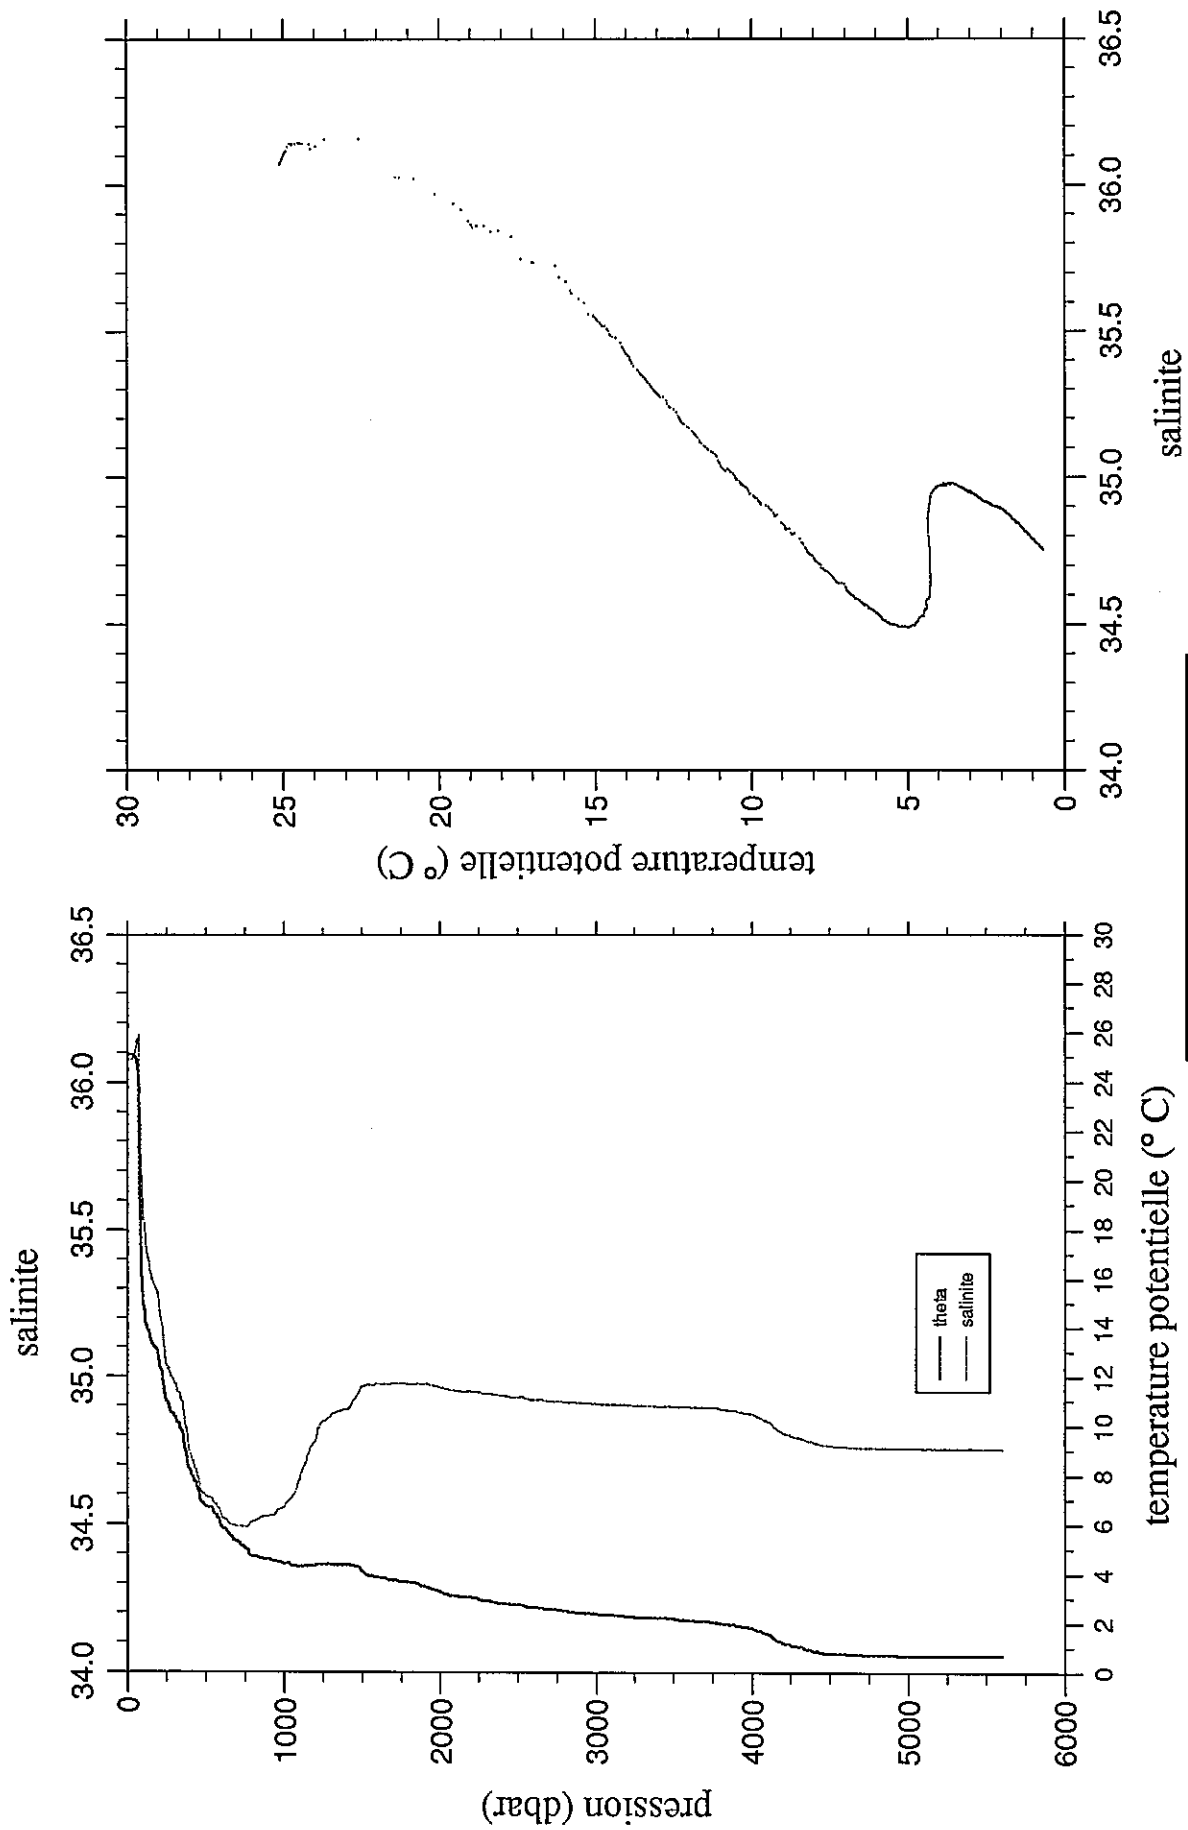 salinite
34.0 34.5 35.0 35.5 36.0 36.5
0
1000
2000
3000
4000
5000
6000
pression (dbar)
theta
salinite
0 2 4 6 8 10 12 14 16 18 20 22 24 26 28 30
temperature potentielle (° C)
30
25
20
15
10
5
0
temperature potentielle (° C)
34.0 34.5 35.0 35.5 36.0 36.5
salinite